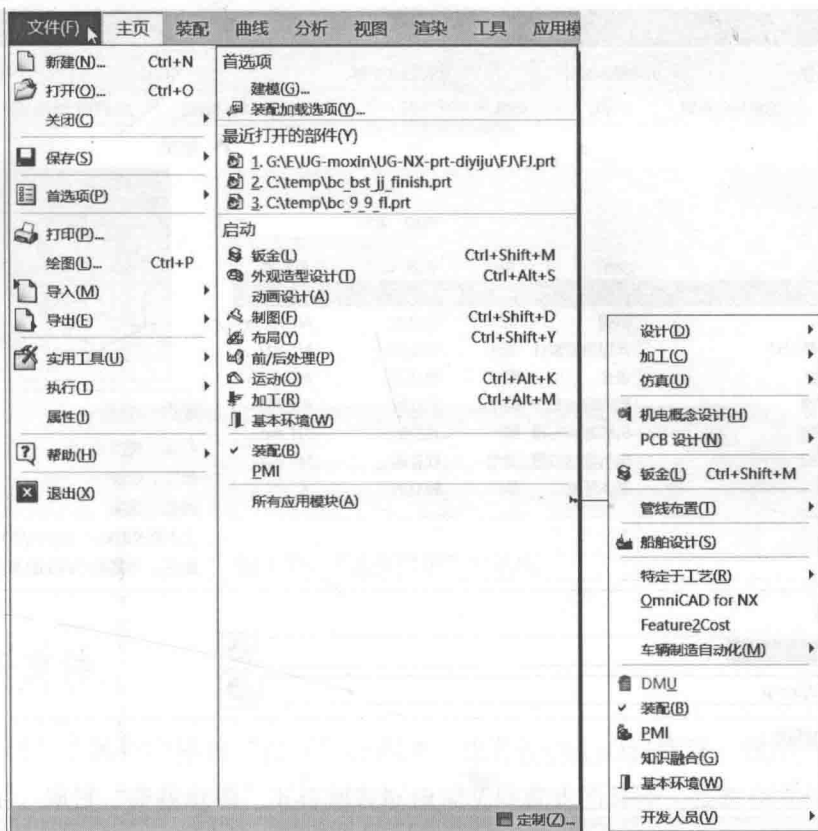 文件(F) 主页 装配 曲线 分析 视图 渲染 工具 应用模
新建(N)... Ctrl+N
打开(O)... Ctrl+O
关闭(C)
保存(S)
首选项(P)
打印(P)...
绘图(L)... Ctrl+P
导入(M)
导出(E)
实用工具(U)
执行(T)
属性(I)
帮助(H)
退出(X)
首选项
建模(G)...
装配加载选项(Y)...
最近打开的部件(Y)
1. G:\E\UG-moxin\UG-NX-prt-diyiju\FJ\FJ.prt
2. C:\temp\bc_bst_jj_finish.prt
3. C:\temp\bc_9_9_fl.prt
启动
钣金(L) Ctrl+Shift+M
外观造型设计(T) Ctrl+Alt+S
动画设计(A)
制图(F) Ctrl+Shift+D
布局(Y) Ctrl+Shift+Y
前/后处理(P)
运动(O) Ctrl+Alt+K
加工(R) Ctrl+Alt+M
基本环境(W)
装配(B)
PMI
所有应用模块(A)
定制(Z)...
设计(D)
加工(C)
仿真(U)
机电概念设计(H)
PCB 设计(N)
钣金(L) Ctrl+Shift+M
管线布置(T)
船舶设计(S)
特定于工艺(R)
OmniCAD for NX
Feature2Cost
车辆制造自动化(M)
DMU
装配(B)
PMI
知识融合(G)
基本环境(W)
开发人员(V)